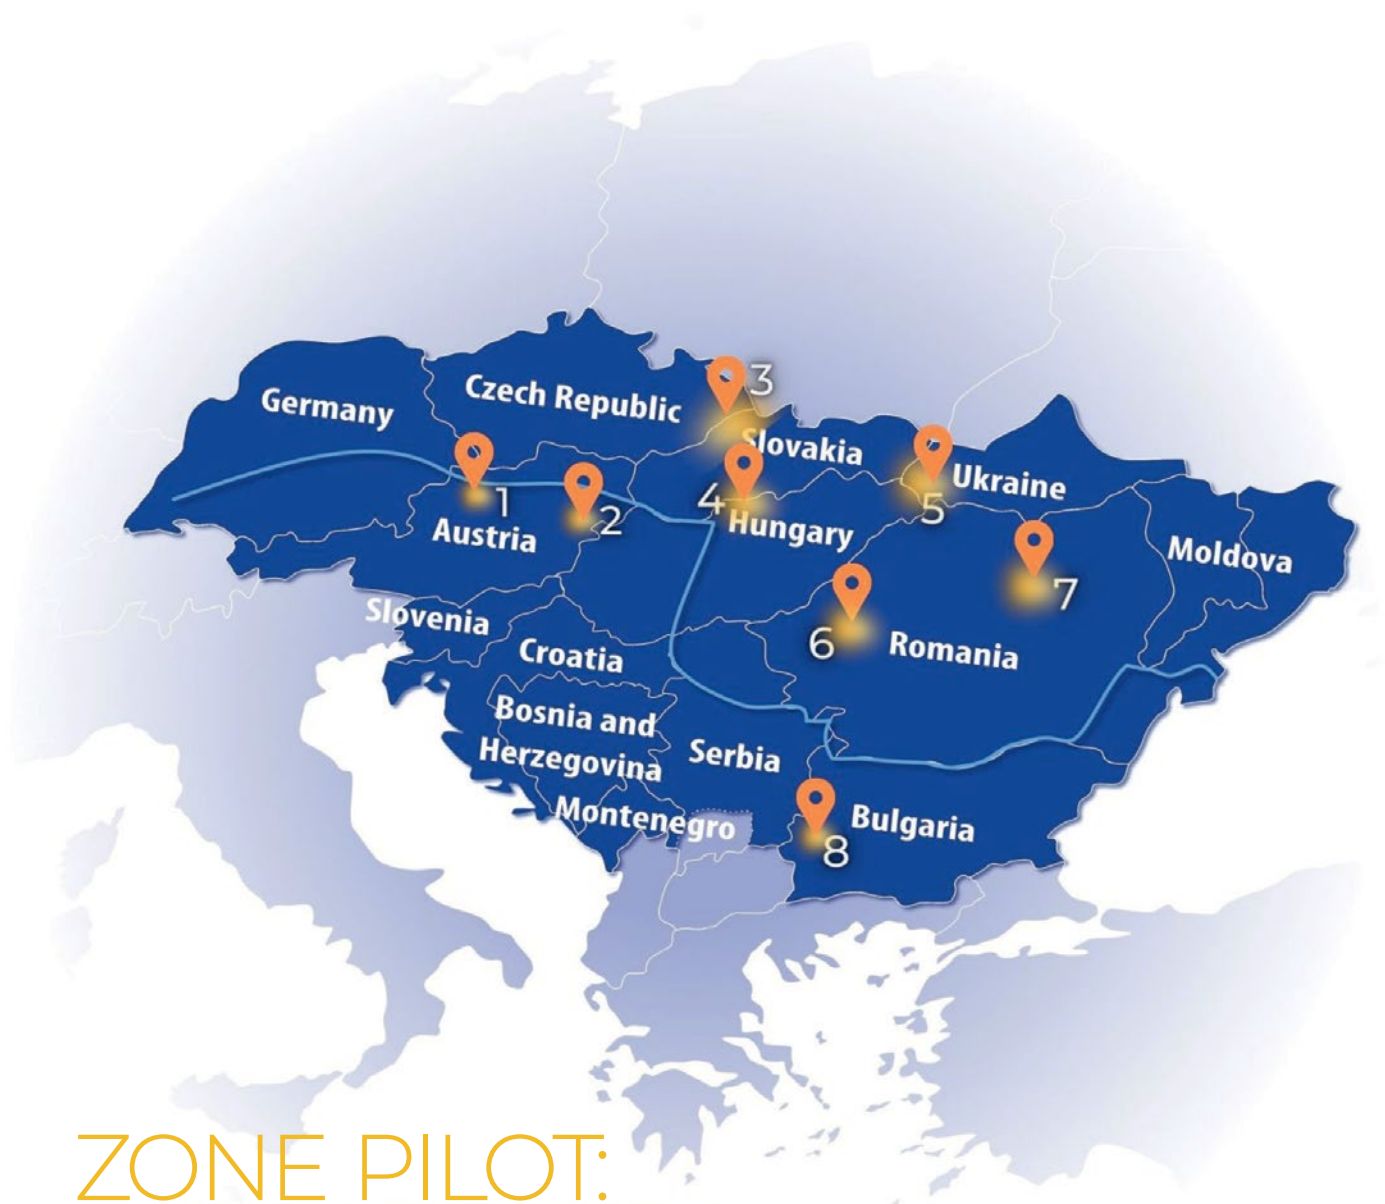 3
Czech Republic
Germany
Slovakia
Ukraine
1
4
5
2
Hungary
Austria
Moldova
7
Slovenia
6
Romania
Croatia
Bosnia and
Herzegovina
Serbia
Montenegro
Bulgaria
8
ZONE PILOT: